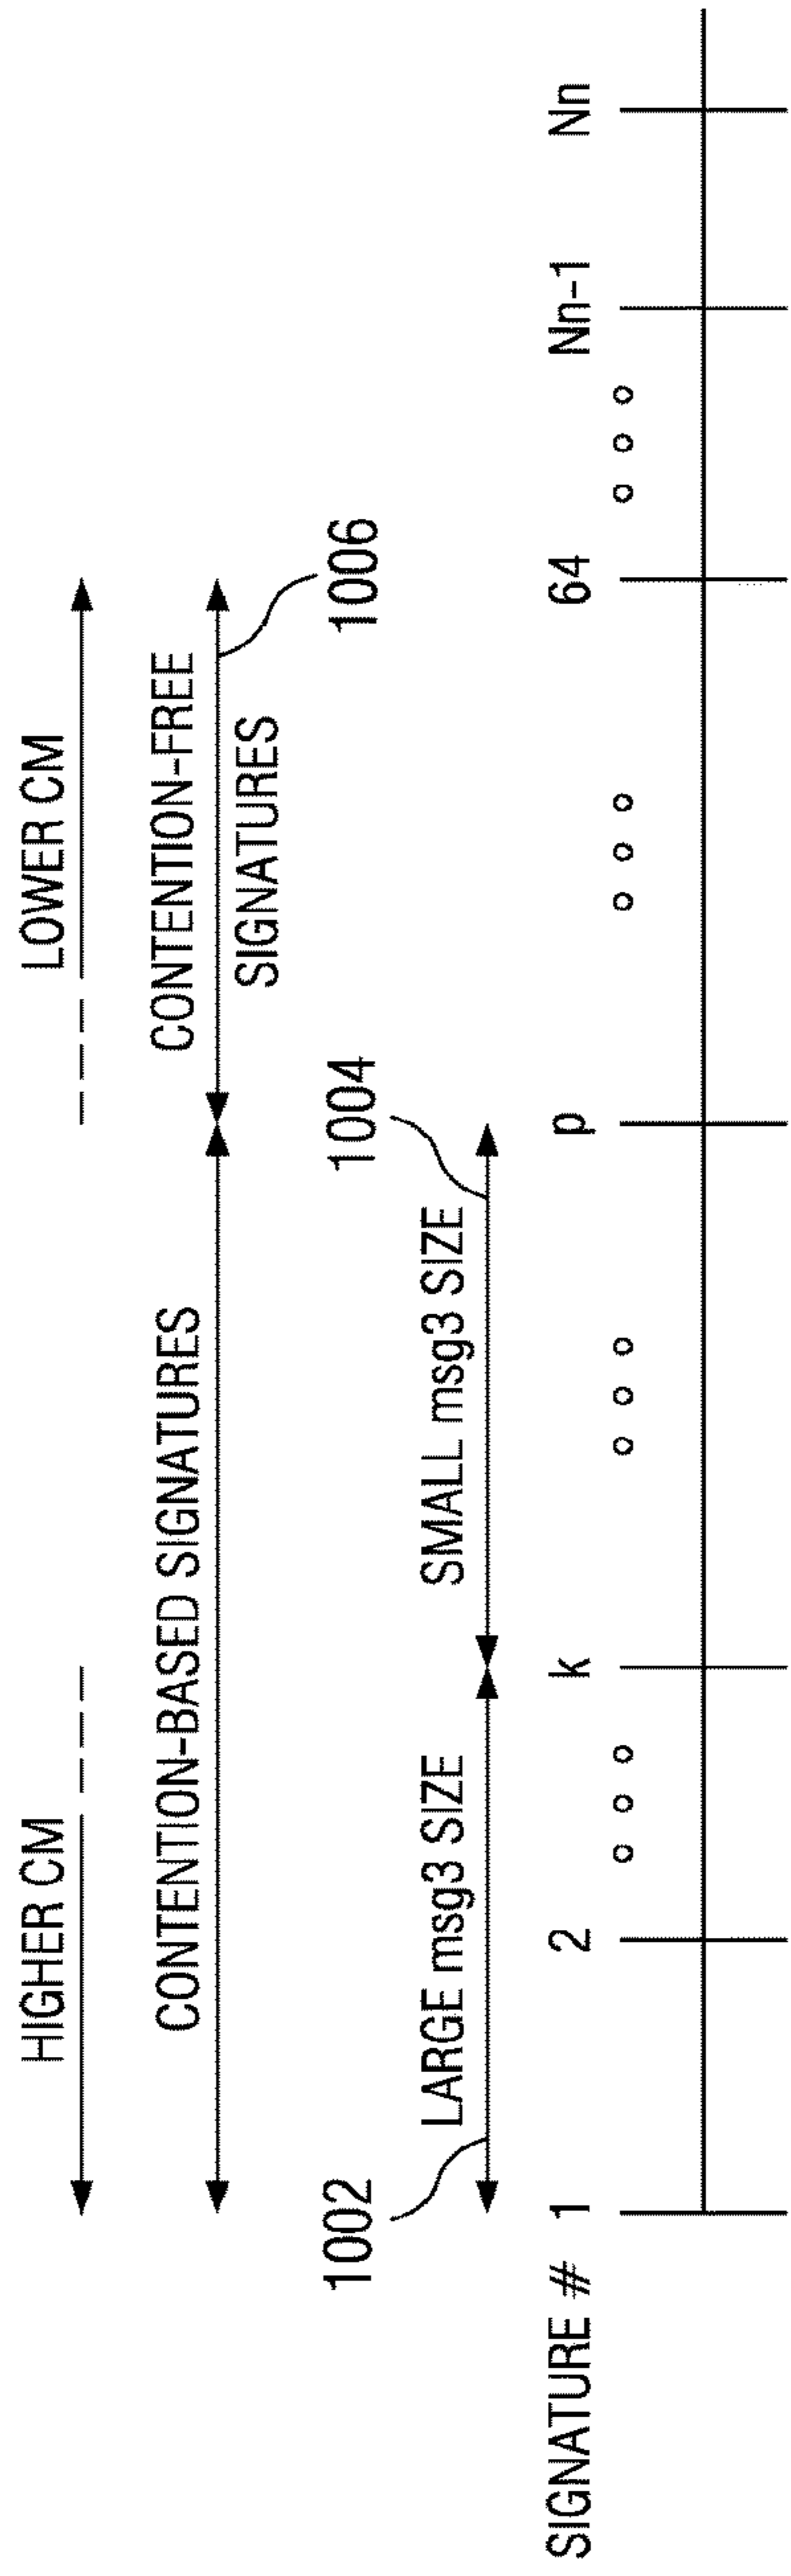 HIGHER CM
LOWER CM
CONTENTION-BASED SIGNATURES
CONTENTION-FREE
SIGNATURES
1002
1004
1006
LARGE msg3 SIZE
SMALL msg3 SIZE
SIGNATURE # 1 2 k p 64 Nn-1 Nn